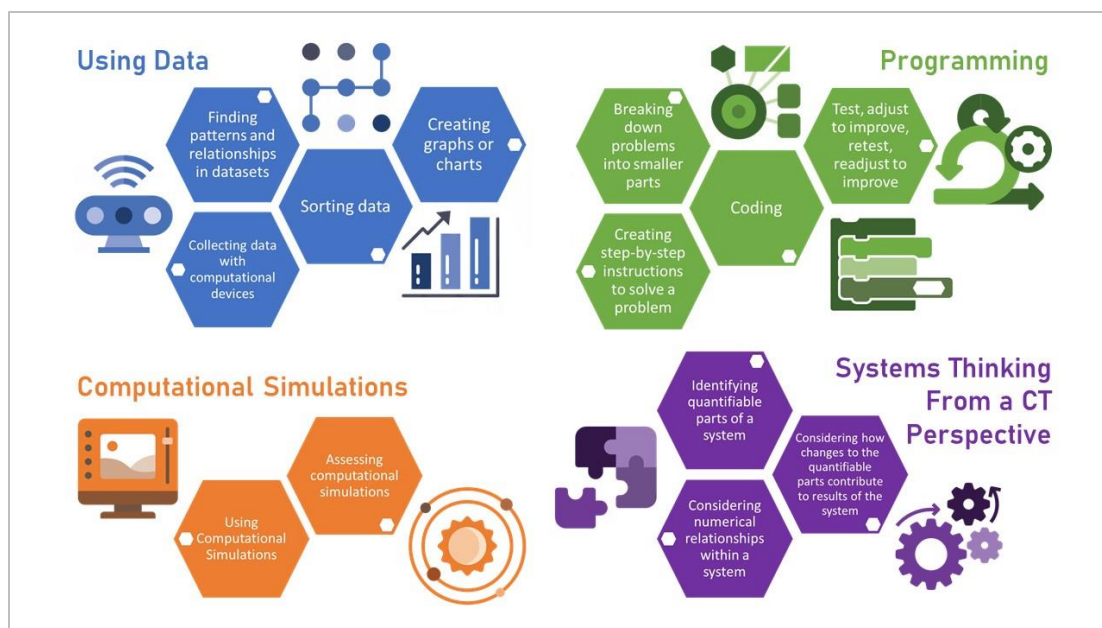 Using Data
Finding
patterns and
relationships
in datasets
Creating
graphs or
charts
Sorting data
Collecting data
with
computational
devices
Programming
Breaking
down
problems
into smaller
parts
Test, adjust
to improve,
retest,
readjust to
improve
Coding
Creating
step-by-step
instructions
to solve a
problem
Computational Simulations
Assessing
computational
simulations
Using
Computational
Simulations
Systems Thinking
From a CT
Perspective
Identifying
quantifiable
parts of a
system
Considering how
changes to the
quantifiable
parts contribute
to results of the
system
Considering
numerical
relationships
within a
system